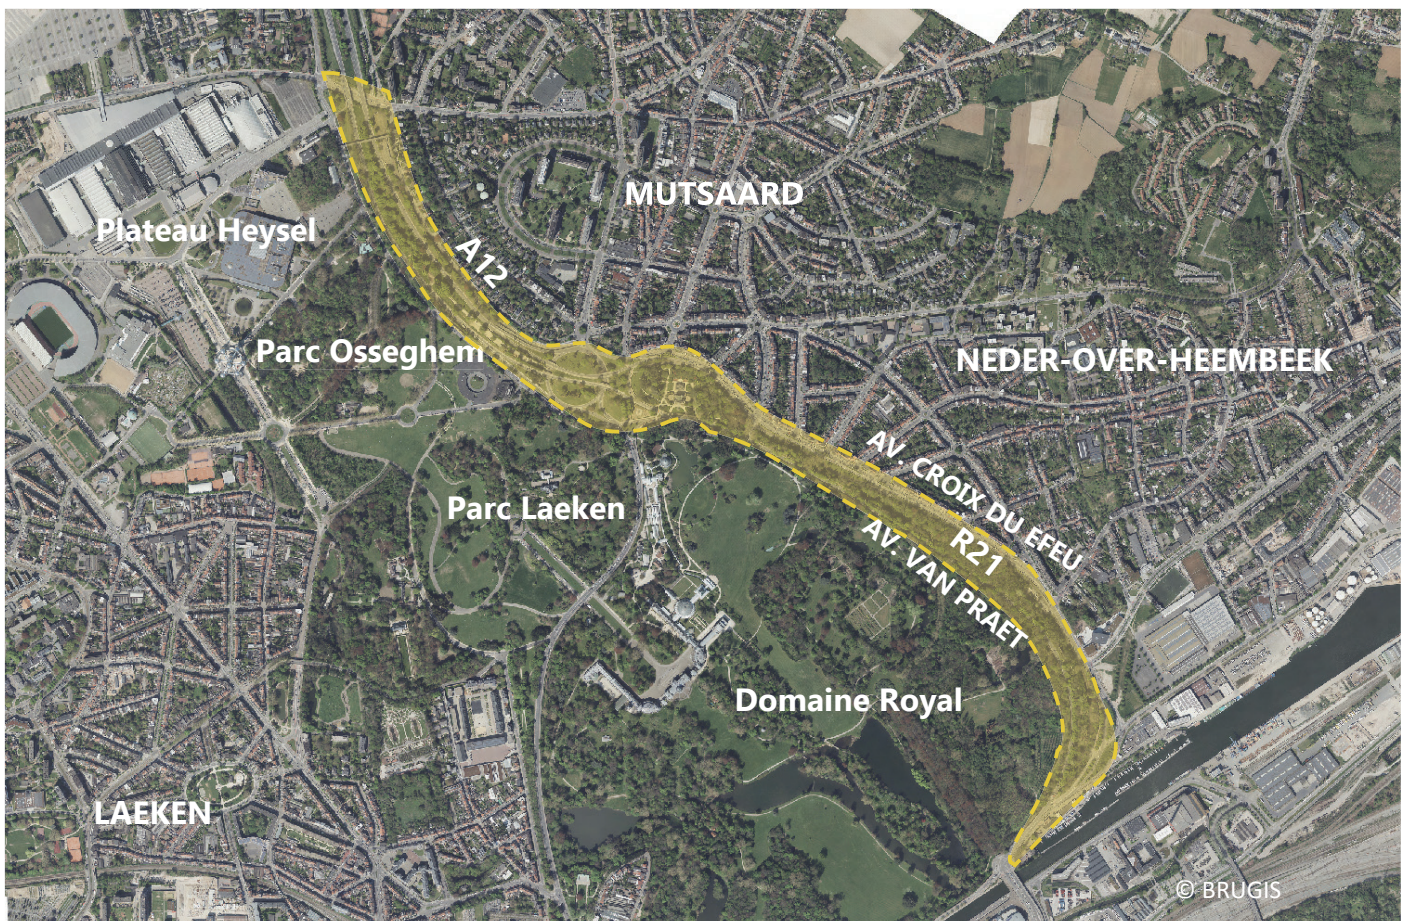 MUTSAARD
Plateau Heysel
A12
Parc Osseghem
NEDER-OVER-HEEMBEEK
AV. CROIX DU EFEU
R21
AV. VAN PRAET
Parc Laeken
Domaine Royal
LAEKEN
© BRUGIS